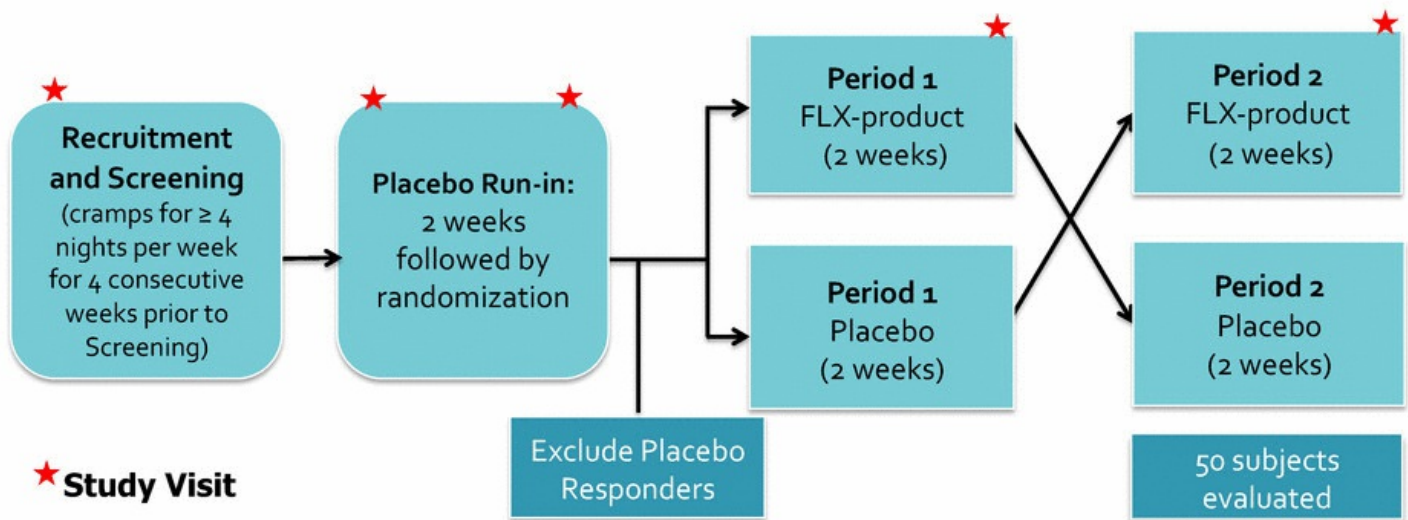 Recruitment
and Screening
(cramps for ≥ 4
nights per week
for 4 consecutive
weeks prior to
Screening)
Placebo Run-in:
2 weeks
followed by
randomization
Exclude Placebo
Responders
Period 1
FLX-product
(2 weeks)
Period 1
Placebo
(2 weeks)
Period 2
FLX-product
(2 weeks)
Period 2
Placebo
(2 weeks)
50 subjects
evaluated
Study Visit